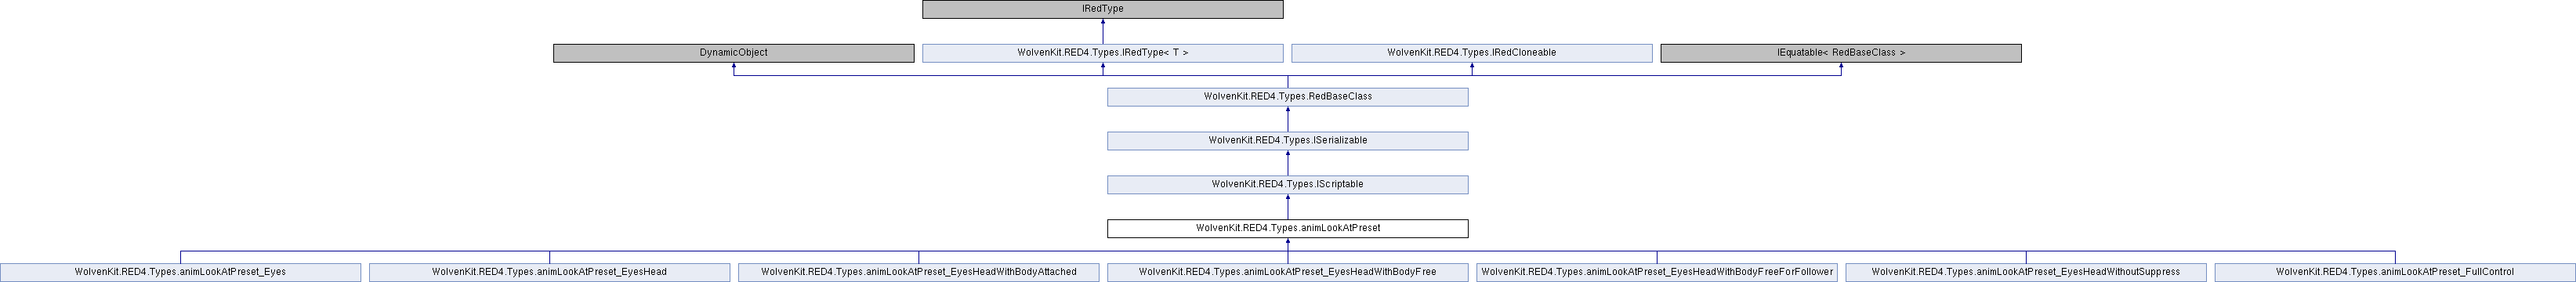 IRedType
DynamicObject
WolvenKit.RED4.Types.IRedType< T >
WolvenKit.RED4.Types.IRedCloneable
IEquatable< RedBaseClass >
WolvenKit.RED4.Types.RedBaseClass
WolvenKit.RED4.Types.ISerializable
WolvenKit.RED4.Types.IScriptable
WolvenKit.RED4.Types.animLookAtPreset
WolvenKit.RED4.Types.animLookAtPreset_Eyes
WolvenKit.RED4.Types.animLookAtPreset_EyesHead
WolvenKit.RED4.Types.animLookAtPreset_EyesHeadWithBodyAttached
WolvenKit.RED4.Types.animLookAtPreset_EyesHeadWithBodyFree
WolvenKit.RED4.Types.animLookAtPreset_EyesHeadWithBodyFreeForFollower
WolvenKit.RED4.Types.animLookAtPreset_EyesHeadWithoutSuppress
WolvenKit.RED4.Types.animLookAtPreset_FullControl